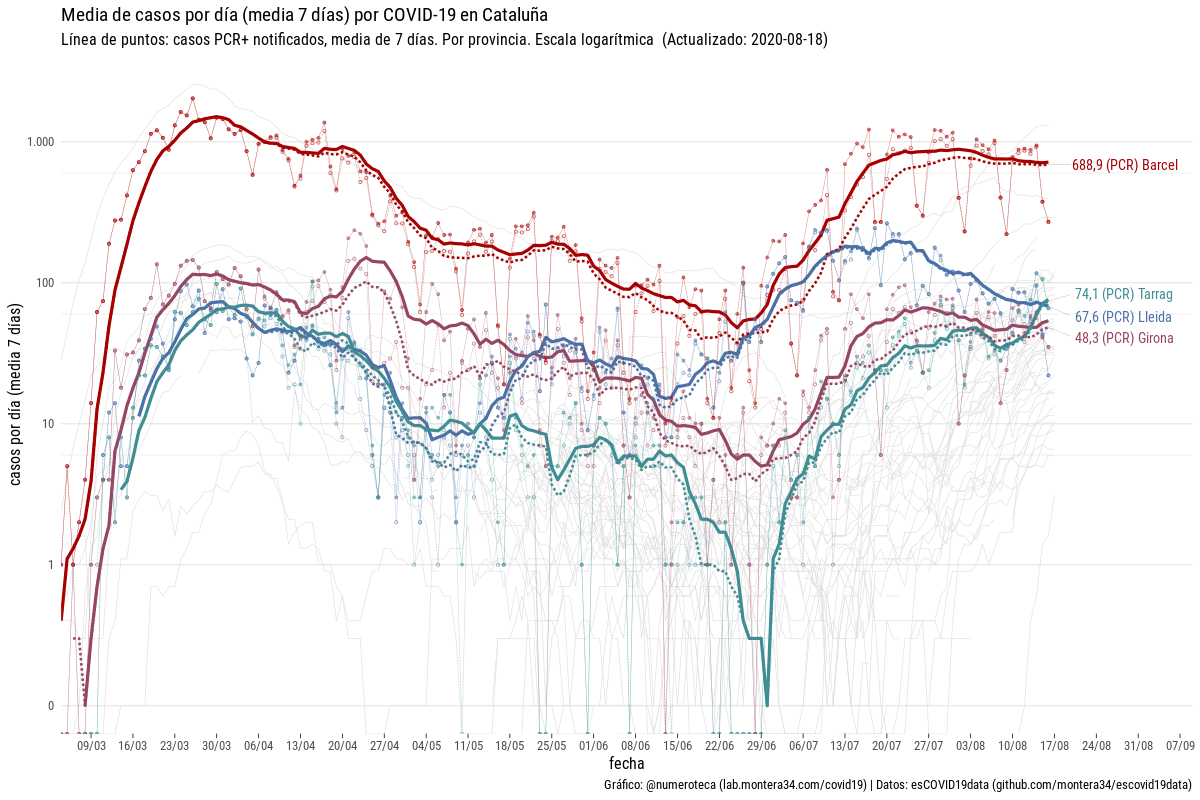 Media de casos por día (media 7 días) por COVID-19 en Cataluña
Línea de puntos: casos PCR+ notificados, media de 7 días. Por provincia. Escala logarítmica (Actualizado: 2020-08-18)
casos por día (media 7 días)
1.000
100
10
1
0
688,9 (PCR) Barcel
74,1 (PCR) Tarrag
67,6 (PCR) Lleida
48,3 (PCR) Girona
09/03 16/03 23/03 30/03 06/04 13/04 20/04 27/04 04/05 11/05 18/05 25/05 01/06 08/06 15/06 22/06 29/06 06/07 13/07 20/07 27/07 03/08 10/08 17/08 24/08 31/08 07/09
fecha
Gráfico: @numeroteca (lab.montera34.com/covid19) | Datos: esCOVID19data (github.com/montera34/escovid19data)